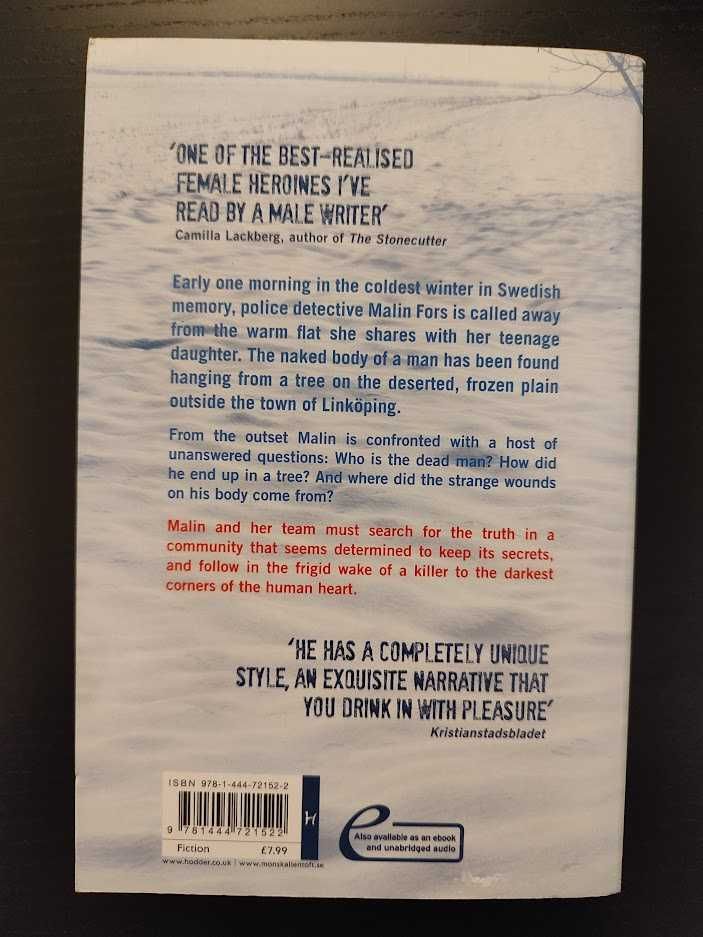 'ONE OF THE BEST-REALISED
FEMALE HEROINES I'VE
READ BY A MALE WRITER'
Camilla Lackberg, author of The Stonecutter
Early one morning in the coldest winter in Swedish
memory, police detective Malin Fors is called away
from the warm flat she shares with her teenage
daughter. The naked body of a man has been found
hanging from a tree on the deserted, frozen plain
outside the town of Linköping.
From the outset Malin is confronted with a host of
unanswered questions: Who is the dead man? How did
he end up in a tree? And where did the strange wounds
on his body come from?
Malin and her team must search for the truth in a
community that seems determined to keep its secrets,
and follow in the frigid wake of a killer to the darkest
corners of the human heart.
'HE HAS A COMPLETELY UNIQUE
STYLE, AN EXQUISITE NARRATIVE THAT
YOU DRINK IN WITH PLEASURE'
Kristianstadsbladet
ISBN 978-1-444-72152-2
9 781444 721522
Fiction £7.99
www.hodder.co.uk | www.monskallentoft.se
H
e
Also available as an ebook
and unabridged audio